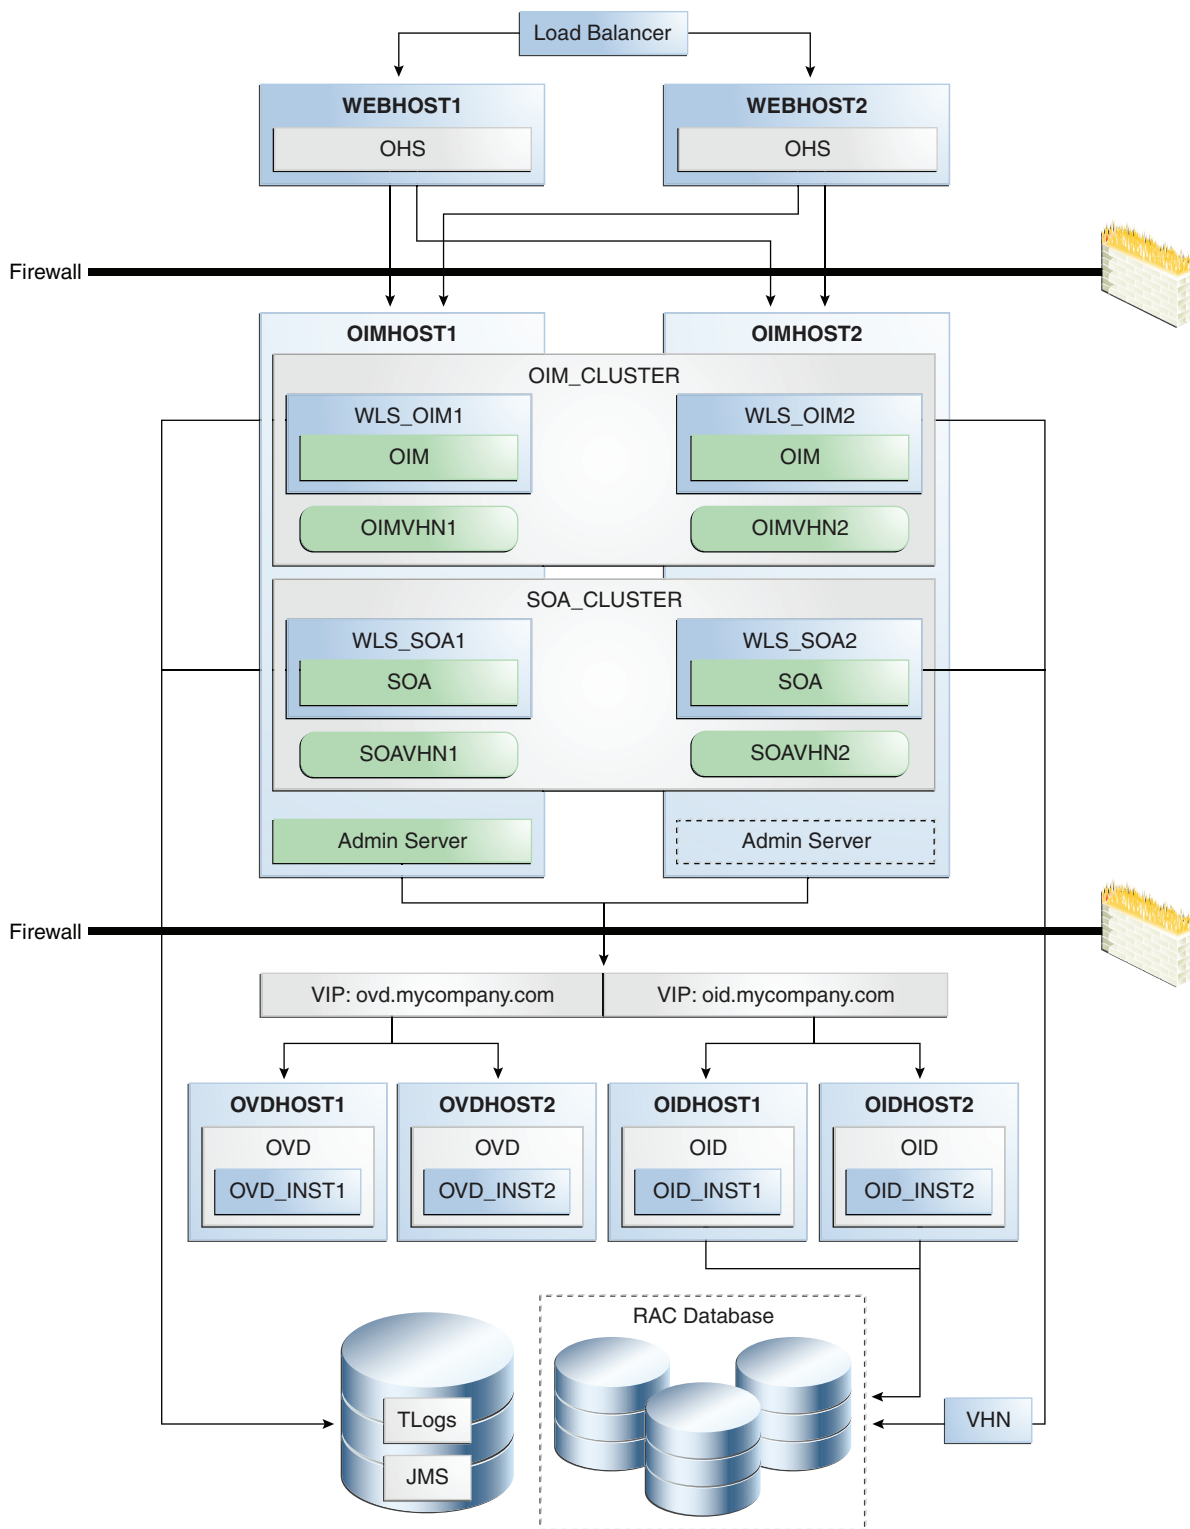 Load Balancer
WEBHOST1
WEBHOST2
OHS
OHS
Firewall
OIMHOST1
OIMHOST2
OIM_CLUSTER
WLS_OIM1
WLS_OIM2
OIM
OIM
OIMVHN1
OIMVHN2
SOA_CLUSTER
WLS_SOA1
WLS_SOA2
SOA
SOA
SOAVHN1
SOAVHN2
Admin Server
Admin Server
Firewall
VIP: ovd.mycompany.com
VIP: oid.mycompany.com
OVDHOST1
OVDHOST2
OIDHOST1
OIDHOST2
OVD
OVD
OID
OID
OVD_INST1
OVD_INST2
OID_INST1
OID_INST2
RAC Database
TLogs
VHN
JMS